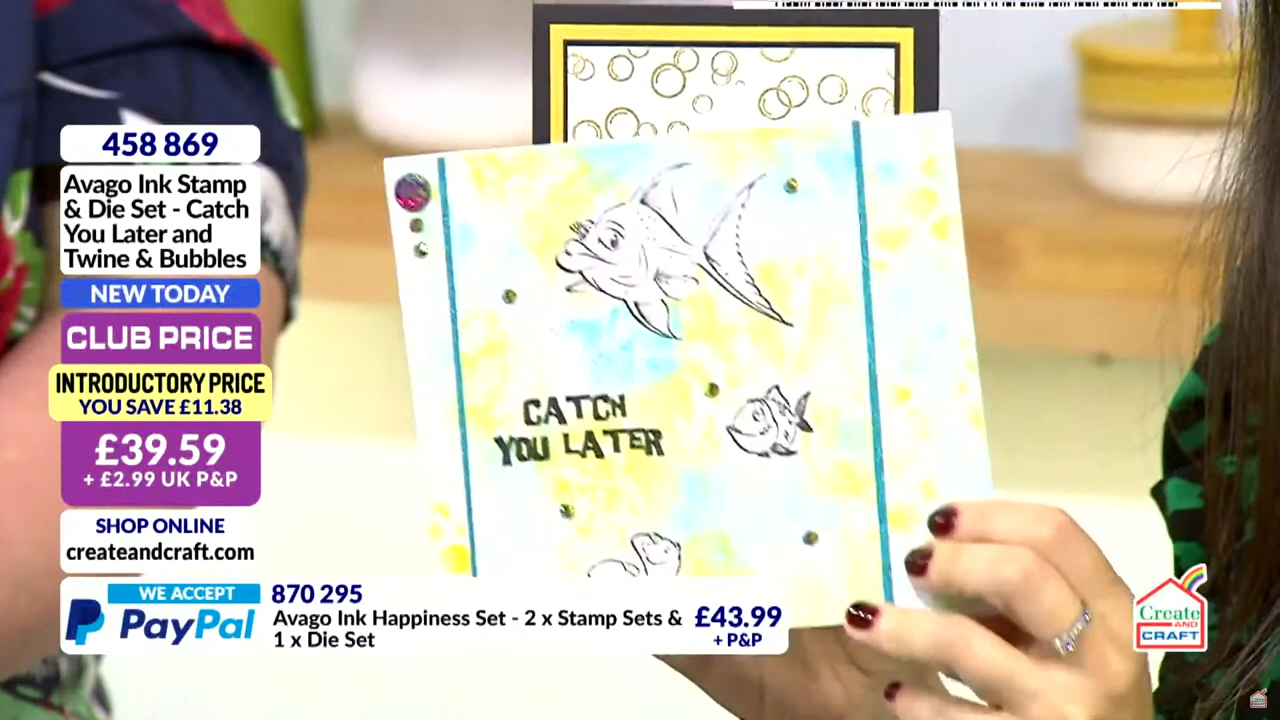 458 869
Avago Ink Stamp
& Die Set - Catch
You Later and
Twine & Bubbles
NEW TODAY
CLUB PRICE
INTRODUCTORY PRICE
YOU SAVE £11.38
£39.59
+ £2.99 UK P&P
SHOP ONLINE
createandcraft.com
WE ACCEPT
PayPal
870 295
Avago Ink Happiness Set - 2 x Stamp Sets &
1 x Die Set
£43.99
+ P&P
CATCH
YOU LATER
Create
AND
CRAFT